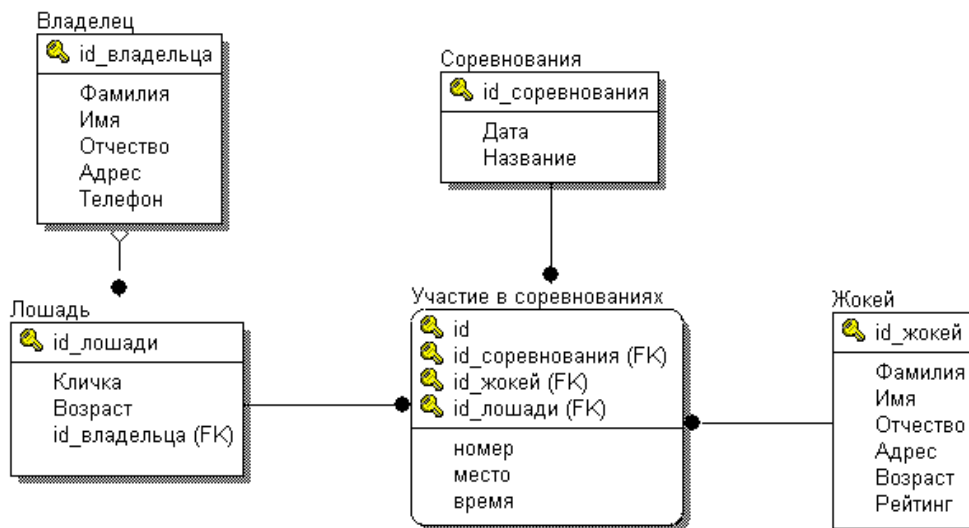 Владелец
id_владельца
Фамилия
Имя
Отчество
Адрес
Телефон
Соревнования
id_соревнования
Дата
Название
Лошадь
id_лошади
Кличка
Возраст
id_владельца (FK)
Участие в соревнованиях
id
id_соревнования (FK)
id_жокей (FK)
id_лошади (FK)
номер
место
время
Жокей
id_жокей
Фамилия
Имя
Отчество
Адрес
Возраст
Рейтинг